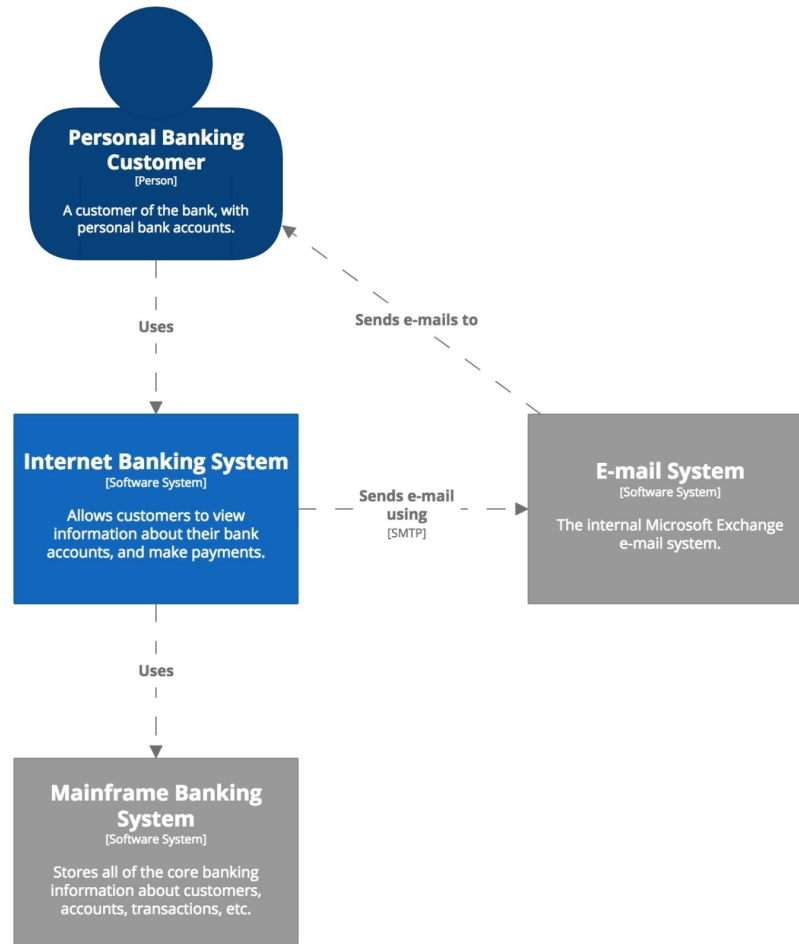 Personal Banking
Customer
[Person]
A customer of the bank, with
personal bank accounts.
Uses
Sends e-mails to
Internet Banking System
[Software System]
Allows customers to view
information about their bank
accounts, and make payments.
Sends e-mail
using
[SMTP]
E-mail System
[Software System]
The internal Microsoft Exchange
e-mail system.
Uses
Mainframe Banking
System
[Software System]
Stores all of the core banking
information about customers,
accounts, transactions, etc.